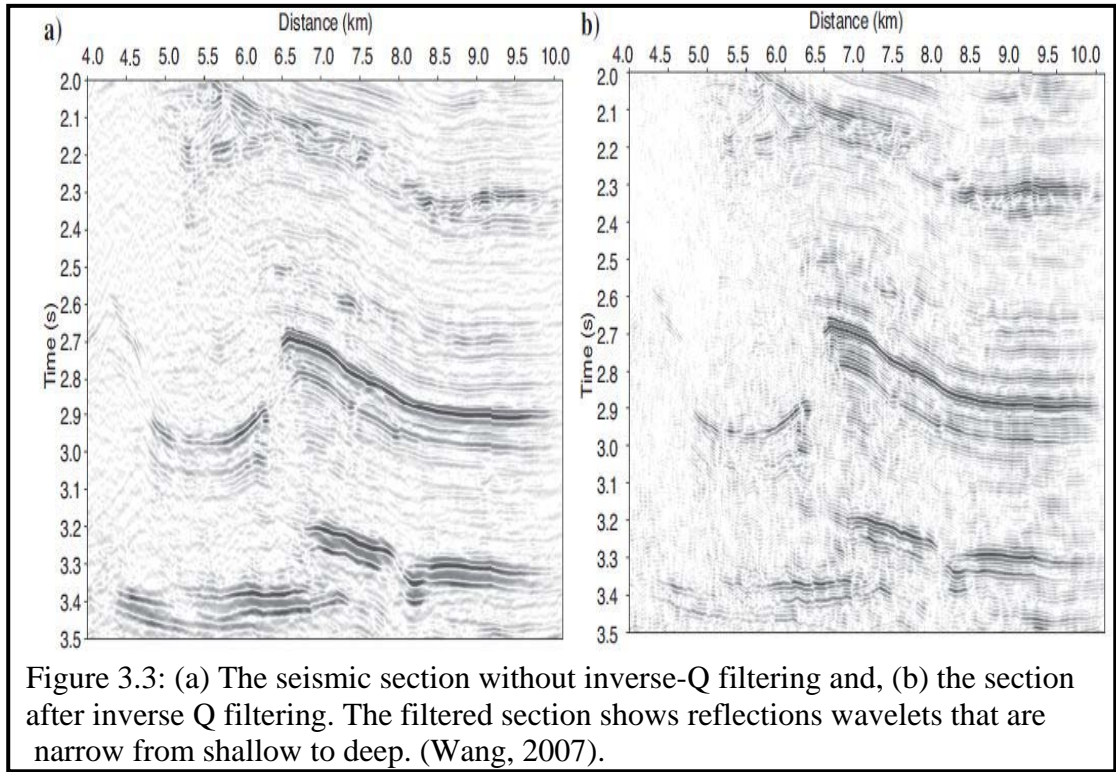 a)
Distance (km)
4.0 4.5 5.0 5.5 6.0 6.5 7.0 7.5 8.0 8.5 9.0 9.5 10.0
2.0
2.1
2.2
2.3
2.4
2.5
2.6
2.7
2.8
2.9
3.0
3.1
3.2
3.3
3.4
3.5
Time (s)
b)
Distance (km)
4.0 4.5 5.0 5.5 6.0 6.5 7.0 7.5 8.0 8.5 9.0 9.5 10.0
2.0
2.1
2.2
2.3
2.4
2.5
2.6
2.7
2.8
2.9
3.0
3.1
3.2
3.3
3.4
3.5
Time (s)
Figure 3.3: (a) The seismic section without inverse-Q filtering and, (b) the section
after inverse Q filtering. The filtered section shows reflections wavelets that are
narrow from shallow to deep. (Wang, 2007).